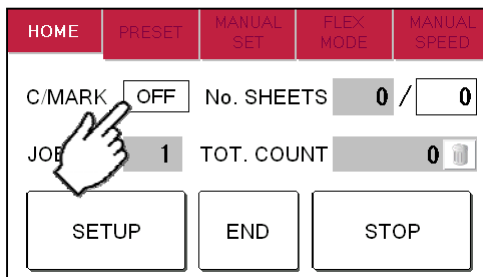 HOME PRESET MANUAL SET FLEX MODE MANUAL SPEED
C/MARK OFF No. SHEETS 0 / 0
1 TOT. COUNT 0
SETUP END STOP